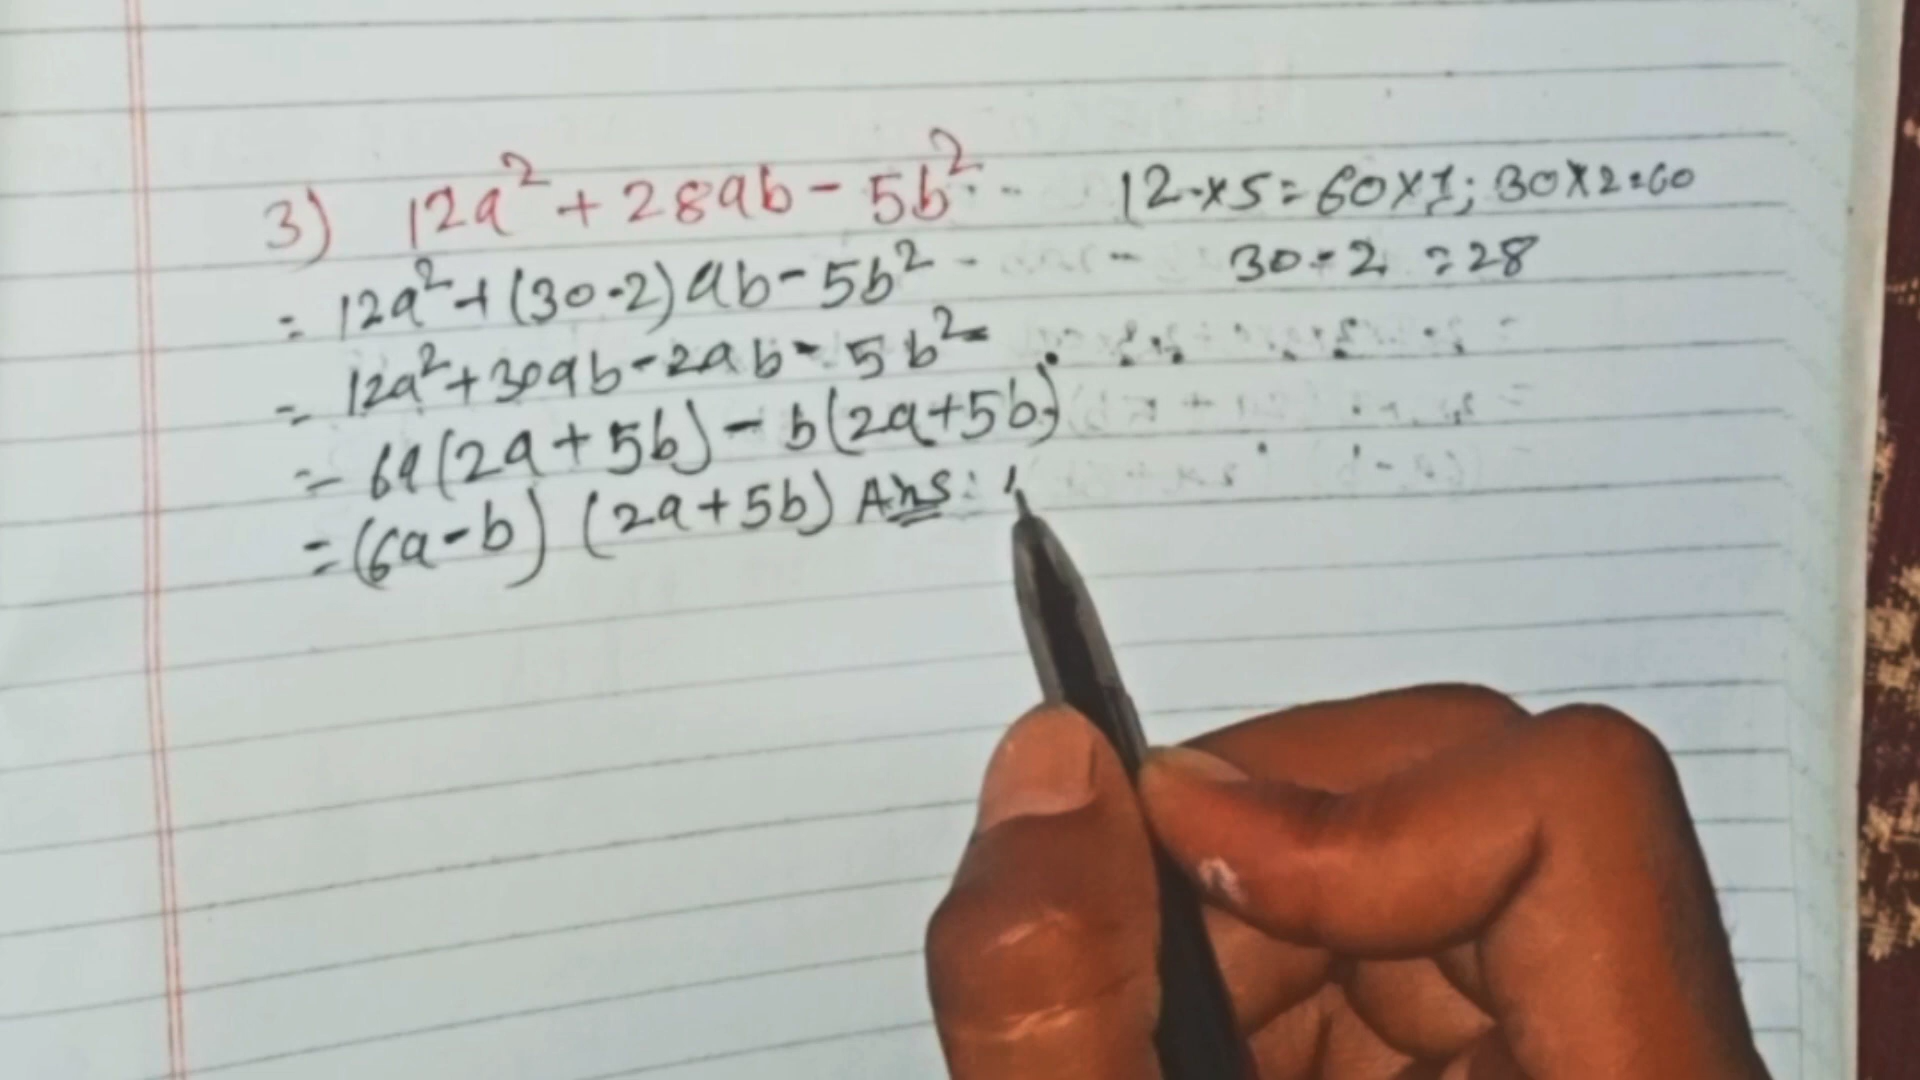 3) 12a² + 28ab - 5b² 12 × 5 = 60 × 1; 30 × 2 = 60
= 12a² + (30-2) ab - 5b² 30 - 2 = 28
= 12a² + 30ab - 2ab - 5b²
= 6a(2a + 5b) - b(2a + 5b)
= (6a - b) (2a + 5b) Ans: